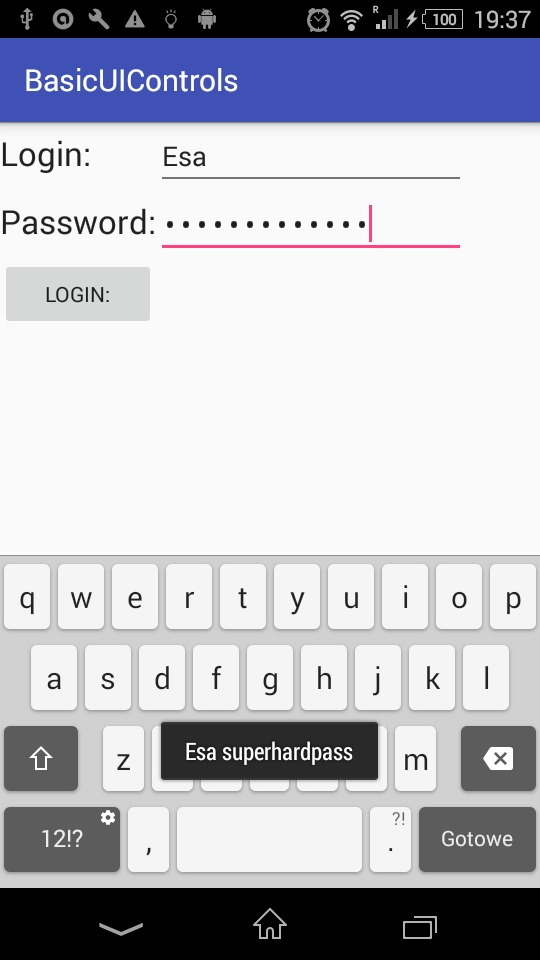 R 100 19:37
BasicUIControls
Login: Esa
Password: •••••••••••••
LOGIN:
q w e r t y u i o p
a s d f g h j k l
z m
Esa superhardpass
12!? , . ?! Gotowe